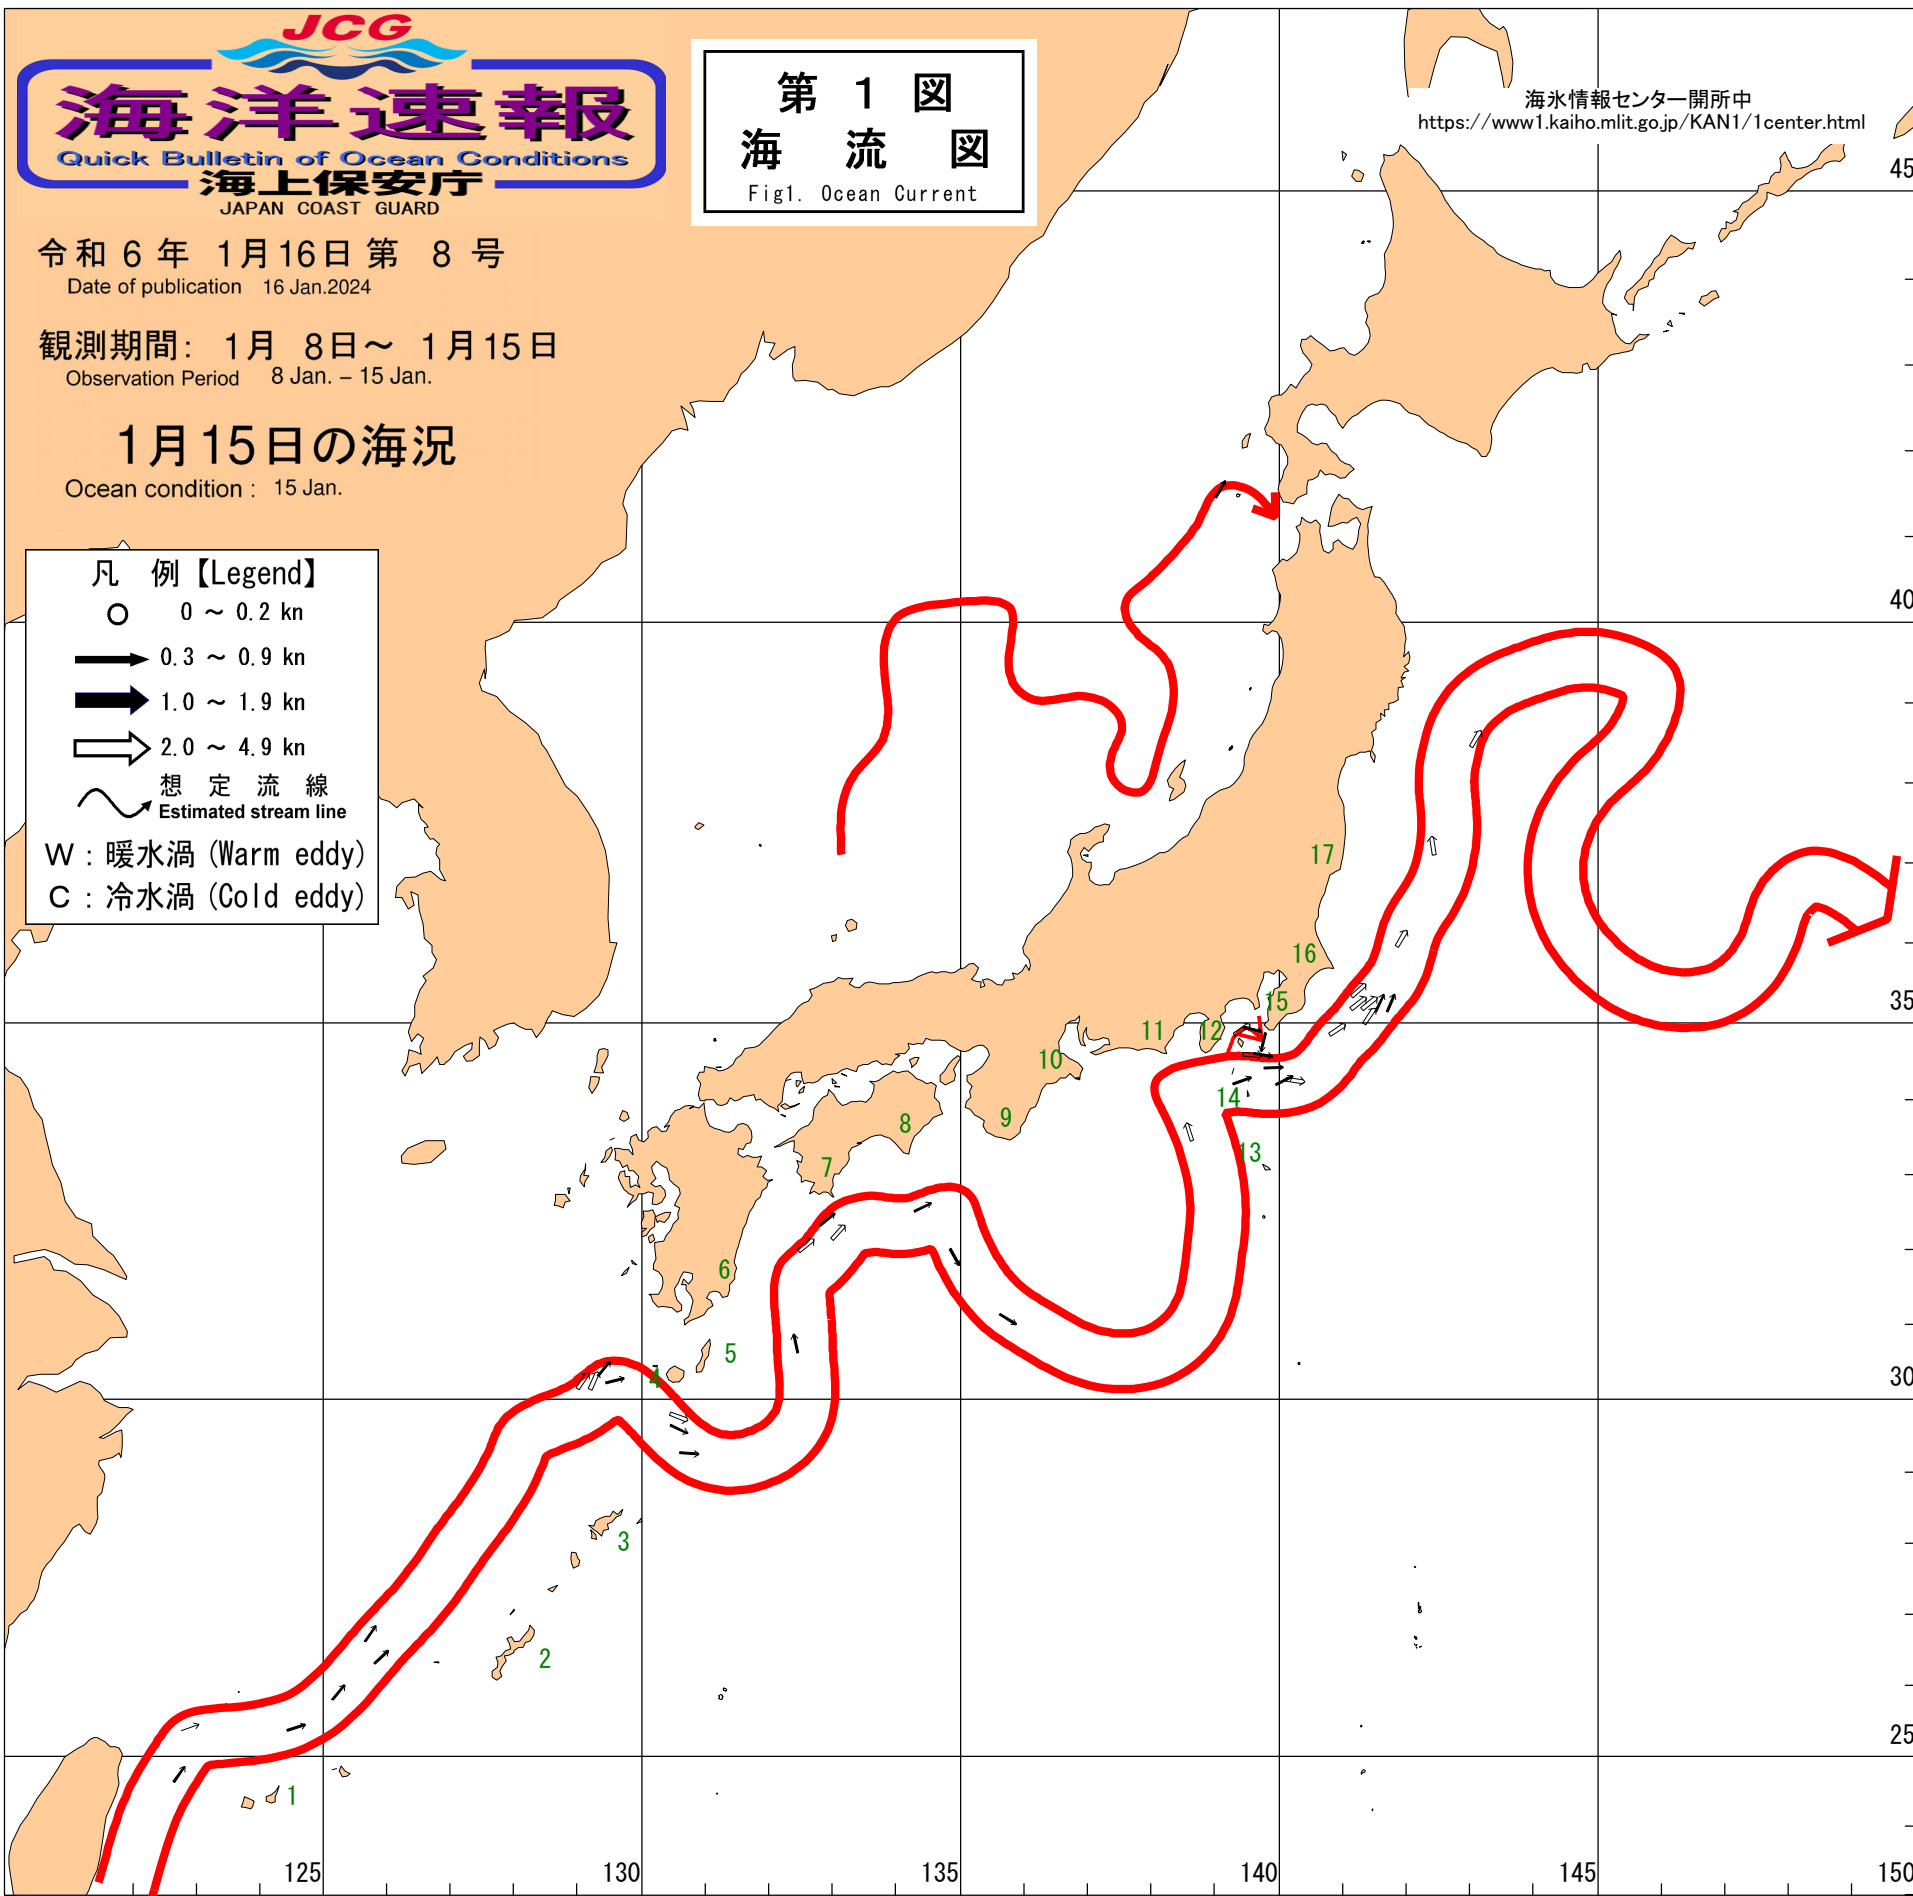 JCG
海洋速報
Quick Bulletin of Ocean Conditions
海上保安庁
JAPAN COAST GUARD
第 1 図
海 流 図
Fig1. Ocean Current
海氷情報センター開所中
https://www1.kaiho.mlit.go.jp/KAN1/1center.html
令和 6 年 1月16日 第 8 号
Date of publication 16 Jan.2024
観測期間: 1月 8日～ 1月15日
Observation Period 8 Jan. – 15 Jan.
1月15日の海況
Ocean condition : 15 Jan.
凡 例【Legend】
0 ～ 0.2 kn
0.3 ～ 0.9 kn
1.0 ～ 1.9 kn
2.0 ～ 4.9 kn
想 定 流 線
Estimated stream line
W : 暖水渦 (Warm eddy)
C : 冷水渦 (Cold eddy)
45
40
17
16
35
15
12
11
10
14
9
8
13
7
6
5
4
30
3
2
25
1
125
130
135
140
145
150